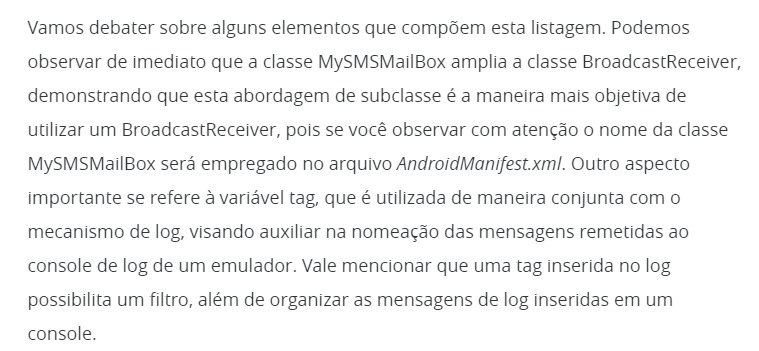 Vamos debater sobre alguns elementos que compõem esta listagem. Podemos
observar de imediato que a classe MySMSMailBox amplia a classe BroadcastReceiver,
demonstrando que esta abordagem de subclasse é a maneira mais objetiva de
utilizar um BroadcastReceiver, pois se você observar com atenção o nome da classe
MySMSMailBox será empregado no arquivo AndroidManifest.xml. Outro aspecto
importante se refere à variável tag, que é utilizada de maneira conjunta com o
mecanismo de log, visando auxiliar na nomeação das mensagens remetidas ao
console de log de um emulador. Vale mencionar que uma tag inserida no log
possibilita um filtro, além de organizar as mensagens de log inseridas em um
console.